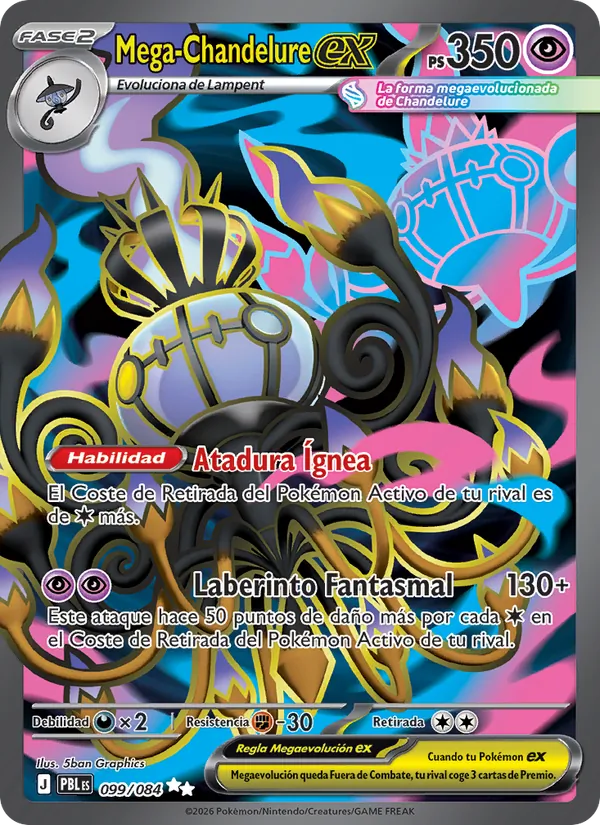 FASE 2
Mega-Chandelure ex PS 350
Evoluciona de Lampent
La forma megaevolucionada
de Chandelure
Habilidad Atadura Ígnea
El Coste de Retirada del Pokémon Activo de tu rival es
de más.
Laberinto Fantasmal 130+
Este ataque hace 50 puntos de daño más por cada en
el Coste de Retirada del Pokémon Activo de tu rival.
Debilidad ×2 Resistencia -30 Retirada
Ilus. 5ban Graphics
Regla Megaevolución ex Cuando tu Pokémon ex
Megaevolución queda Fuera de Combate, tu rival coge 3 cartas de Premio.
J PBL ES 099/084
©2026 Pokémon/Nintendo/Creatures/GAME FREAK